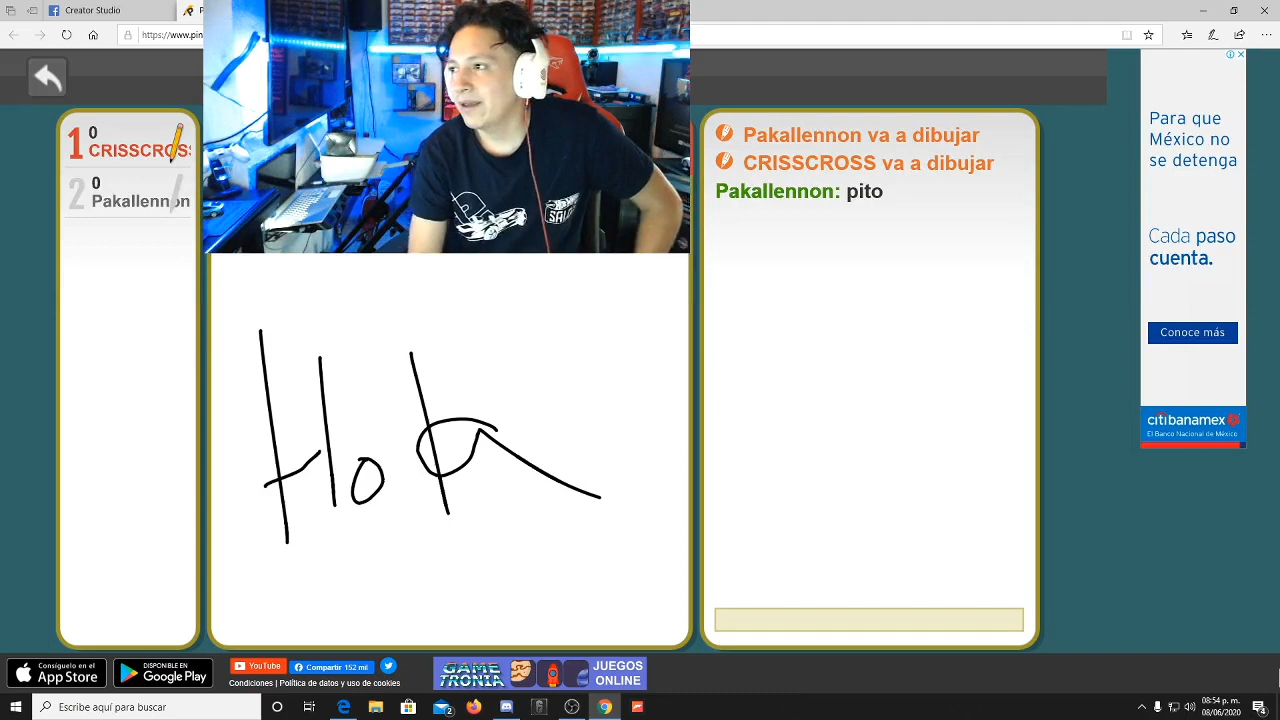 Creator Studio
https://www.pin
1
0
CRISSCROSS
2
0
Pakallennon
Hola
Pakallennon va a dibujar
CRISSCROSS va a dibujar
Pakallennon: pito
Para que
México no
se detenga
Cada paso
cuenta.
Conoce más
citibanamex
El Banco Nacional de México
Consíguelo en el
App Store
DISPONIBLE EN
Google Play
YouTube
Compartir 152 mil
Condiciones | Política de datos y uso de cookies
GAME
TRONIA
JUEGOS
ONLINE
Escribe aquí para buscar
2
08:54 p. m.
08/06/2020